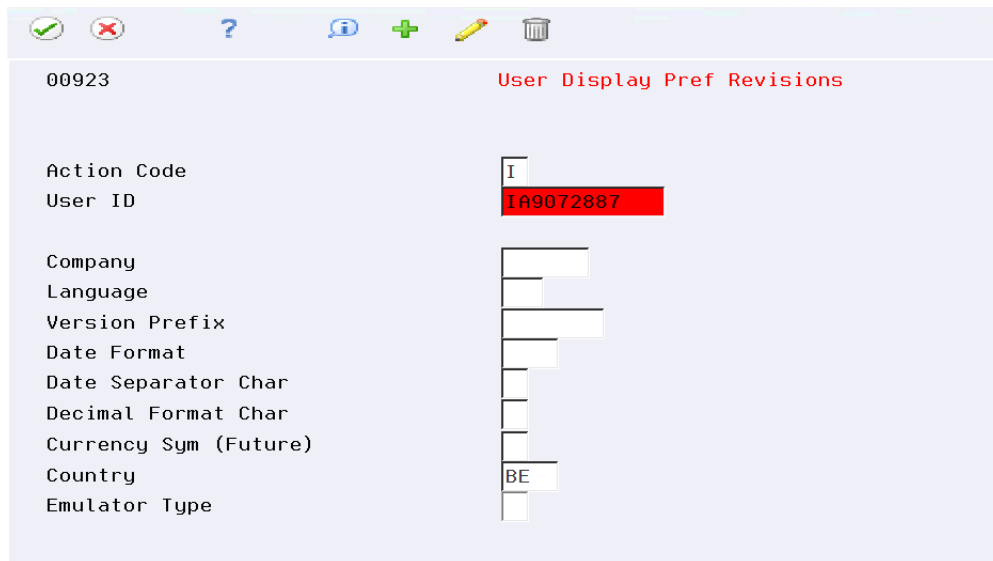 ?
00923 User Display Pref Revisions
Action Code I
User ID IA9072887
Company
Language
Version Prefix
Date Format
Date Separator Char
Decimal Format Char
Currency Sym (Future)
Country BE
Emulator Type